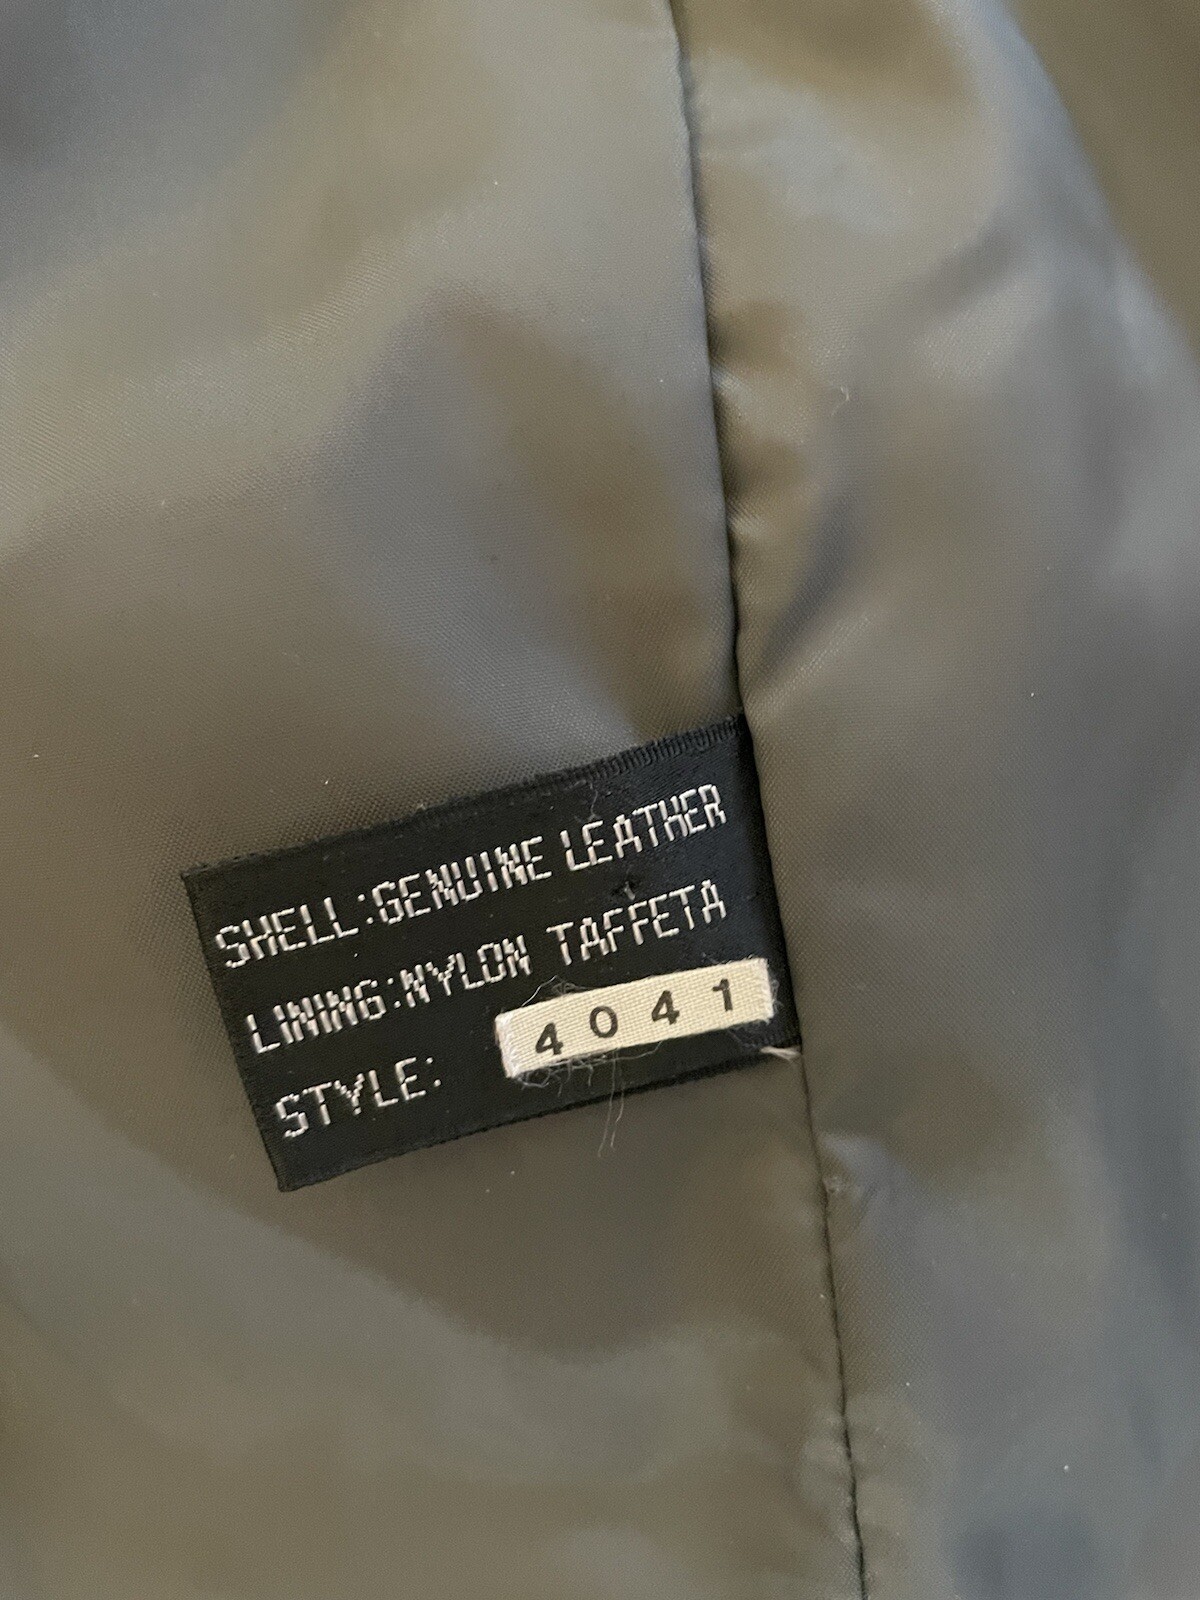 SHELL:GENUINE LEATHER
LINING:NYLON TAFFETA
STYLE: 4041